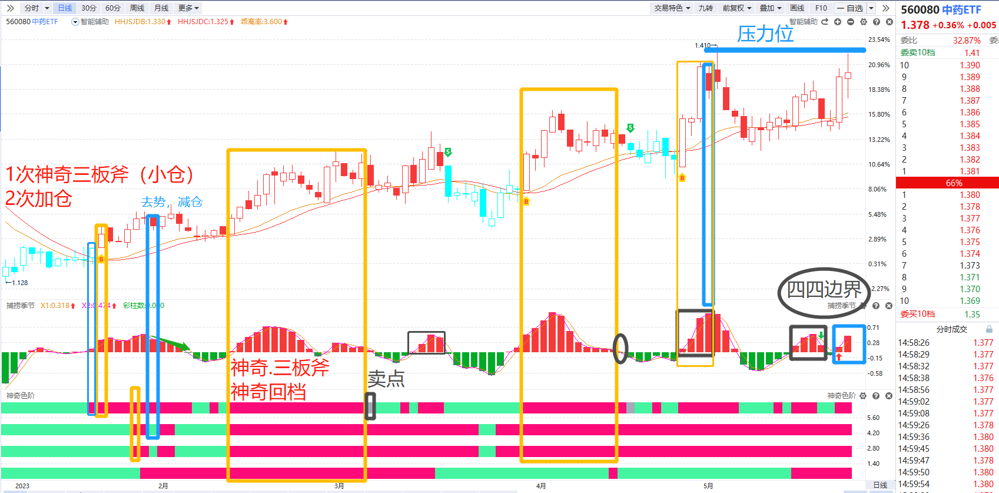 分时 日线 30分 60分 周线 月线 更多 交易特色 九转 前复权 叠加 画线 F10 自选
560080 中药ETF
1.378 +0.36% +0.005
560080 中药ETF 智能辅助 HHJSJDB:1.330 HHJSJDC:1.325 乖离率:3.600 智能辅助
压力位
1.410
23.54%
20.96%
18.38%
15.80%
13.22%
10.64%
8.06%
5.48%
2.89%
0.31%
-2.27%
S
S
B
B
B
1次神奇三板斧（小仓）
2次加仓
去势，减仓
1.128
四四边界
捕捞季节 X1:0.318 X2:0.474 彩柱数:0.000 捕捞季节
0.71
0.28
-0.15
-0.58
神奇.三板斧
神奇回档
卖点
神奇色阶 神奇色阶
5.60
4.20
2.80
1.40
2023 2月 3月 4月 5月 日线
委比 32.87% 委
委卖10档 1.41
10 1.390
9 1.389
8 1.388
7 1.387
6 1.386
5 1.385
4 1.384
3 1.383
2 1.382
1 1.381
66%
1 1.380
2 1.378
3 1.377
4 1.376
5 1.375
6 1.374
7 1.373
8 1.371
9 1.370
10 1.369
委买10档 1.35
分时成交
14:58:26 1.377
14:58:29 1.377
14:58:32 1.377
14:58:38 1.376
14:58:56 1.377
14:59:02 1.377
14:59:08 1.377
14:59:26 1.378
14:59:36 1.380
14:59:45 1.380
14:59:47 1.378
14:59:50 1.380
14:59:54 1.380